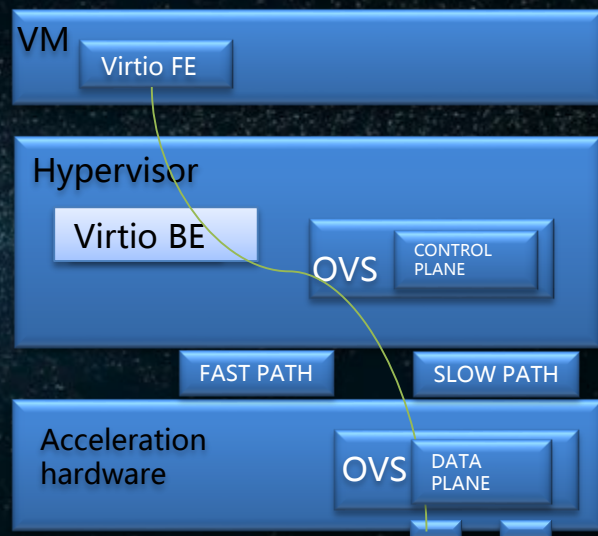 VM
Virtio FE
Hypervisor
Virtio BE
OVS
CONTROL
PLANE
FAST PATH
SLOW PATH
Acceleration
hardware
OVS
DATA
PLANE